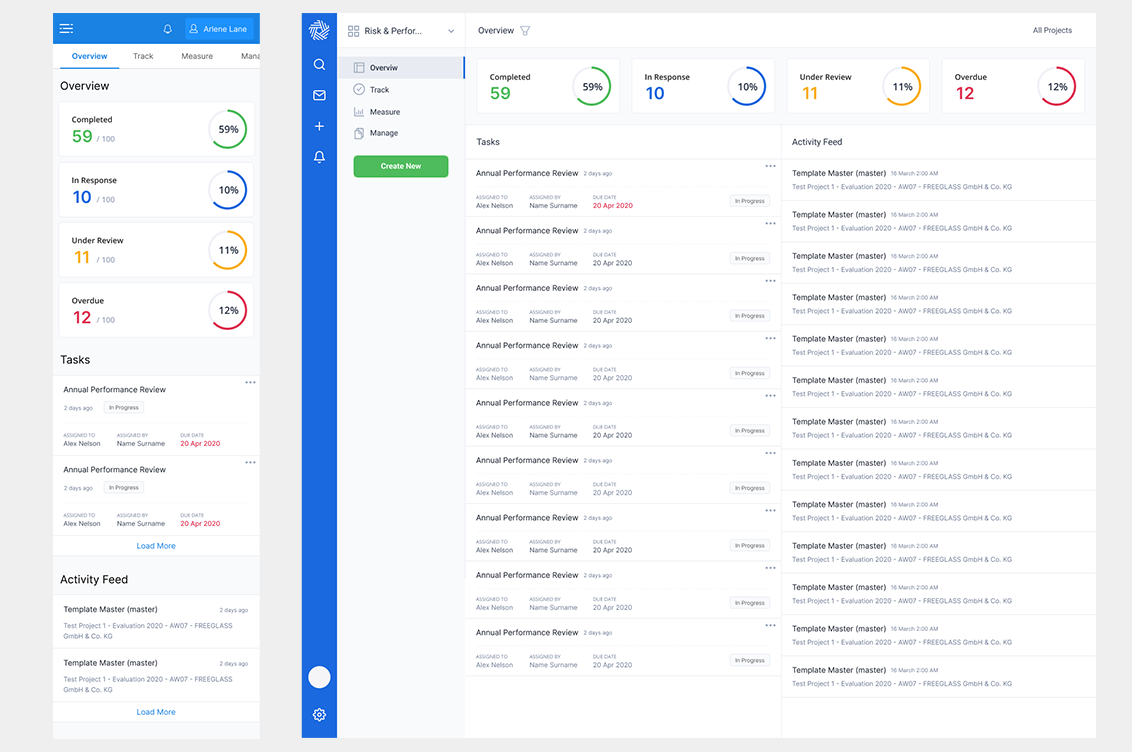 Arlene Lane
Overview Track Measure Mana
Overview
Completed
59 / 100
59%
In Response
10 / 100
10%
Under Review
11 / 100
11%
Overdue
12 / 100
12%
Tasks
Annual Performance Review
2 days ago In Progress
ASSIGNED TO ASSIGNED BY DUE DATE
Alex Nelson Name Surname 20 Apr 2020
Annual Performance Review
2 days ago In Progress
ASSIGNED TO ASSIGNED BY DUE DATE
Alex Nelson Name Surname 20 Apr 2020
Load More
Activity Feed
Template Master (master) 2 days ago
Test Project 1 - Evaluation 2020 - AW07 - FREEGLASS
GmbH & Co. KG
Template Master (master) 2 days ago
Test Project 1 - Evaluation 2020 - AW07 - FREEGLASS
GmbH & Co. KG
Load More
Risk & Perfor...
Overviw
Track
Measure
Manage
Create New
Overview All Projects
Completed
59
59%
In Response
10
10%
Under Review
11
11%
Overdue
12
12%
Tasks
Annual Performance Review 2 days ago
ASSIGNED TO ASSIGNED BY DUE DATE
Alex Nelson Name Surname 20 Apr 2020 In Progress
Annual Performance Review 2 days ago
ASSIGNED TO ASSIGNED BY DUE DATE
Alex Nelson Name Surname 20 Apr 2020 In Progress
Annual Performance Review 2 days ago
ASSIGNED TO ASSIGNED BY DUE DATE
Alex Nelson Name Surname 20 Apr 2020 In Progress
Annual Performance Review 2 days ago
ASSIGNED TO ASSIGNED BY DUE DATE
Alex Nelson Name Surname 20 Apr 2020 In Progress
Annual Performance Review 2 days ago
ASSIGNED TO ASSIGNED BY DUE DATE
Alex Nelson Name Surname 20 Apr 2020 In Progress
Annual Performance Review 2 days ago
ASSIGNED TO ASSIGNED BY DUE DATE
Alex Nelson Name Surname 20 Apr 2020 In Progress
Annual Performance Review 2 days ago
ASSIGNED TO ASSIGNED BY DUE DATE
Alex Nelson Name Surname 20 Apr 2020 In Progress
Annual Performance Review 2 days ago
ASSIGNED TO ASSIGNED BY DUE DATE
Alex Nelson Name Surname 20 Apr 2020 In Progress
Annual Performance Review 2 days ago
ASSIGNED TO ASSIGNED BY DUE DATE
Alex Nelson Name Surname 20 Apr 2020 In Progress
Activity Feed
Template Master (master) 16 March 2:00 AM
Test Project 1 - Evaluation 2020 - AW07 - FREEGLASS GmbH & Co. KG
Template Master (master) 16 March 2:00 AM
Test Project 1 - Evaluation 2020 - AW07 - FREEGLASS GmbH & Co. KG
Template Master (master) 16 March 2:00 AM
Test Project 1 - Evaluation 2020 - AW07 - FREEGLASS GmbH & Co. KG
Template Master (master) 16 March 2:00 AM
Test Project 1 - Evaluation 2020 - AW07 - FREEGLASS GmbH & Co. KG
Template Master (master) 16 March 2:00 AM
Test Project 1 - Evaluation 2020 - AW07 - FREEGLASS GmbH & Co. KG
Template Master (master) 16 March 2:00 AM
Test Project 1 - Evaluation 2020 - AW07 - FREEGLASS GmbH & Co. KG
Template Master (master) 16 March 2:00 AM
Test Project 1 - Evaluation 2020 - AW07 - FREEGLASS GmbH & Co. KG
Template Master (master) 16 March 2:00 AM
Test Project 1 - Evaluation 2020 - AW07 - FREEGLASS GmbH & Co. KG
Template Master (master) 16 March 2:00 AM
Test Project 1 - Evaluation 2020 - AW07 - FREEGLASS GmbH & Co. KG
Template Master (master) 16 March 2:00 AM
Test Project 1 - Evaluation 2020 - AW07 - FREEGLASS GmbH & Co. KG
Template Master (master) 16 March 2:00 AM
Test Project 1 - Evaluation 2020 - AW07 - FREEGLASS GmbH & Co. KG
Template Master (master) 16 March 2:00 AM
Test Project 1 - Evaluation 2020 - AW07 - FREEGLASS GmbH & Co. KG
Template Master (master) 16 March 2:00 AM
Test Project 1 - Evaluation 2020 - AW07 - FREEGLASS GmbH & Co. KG